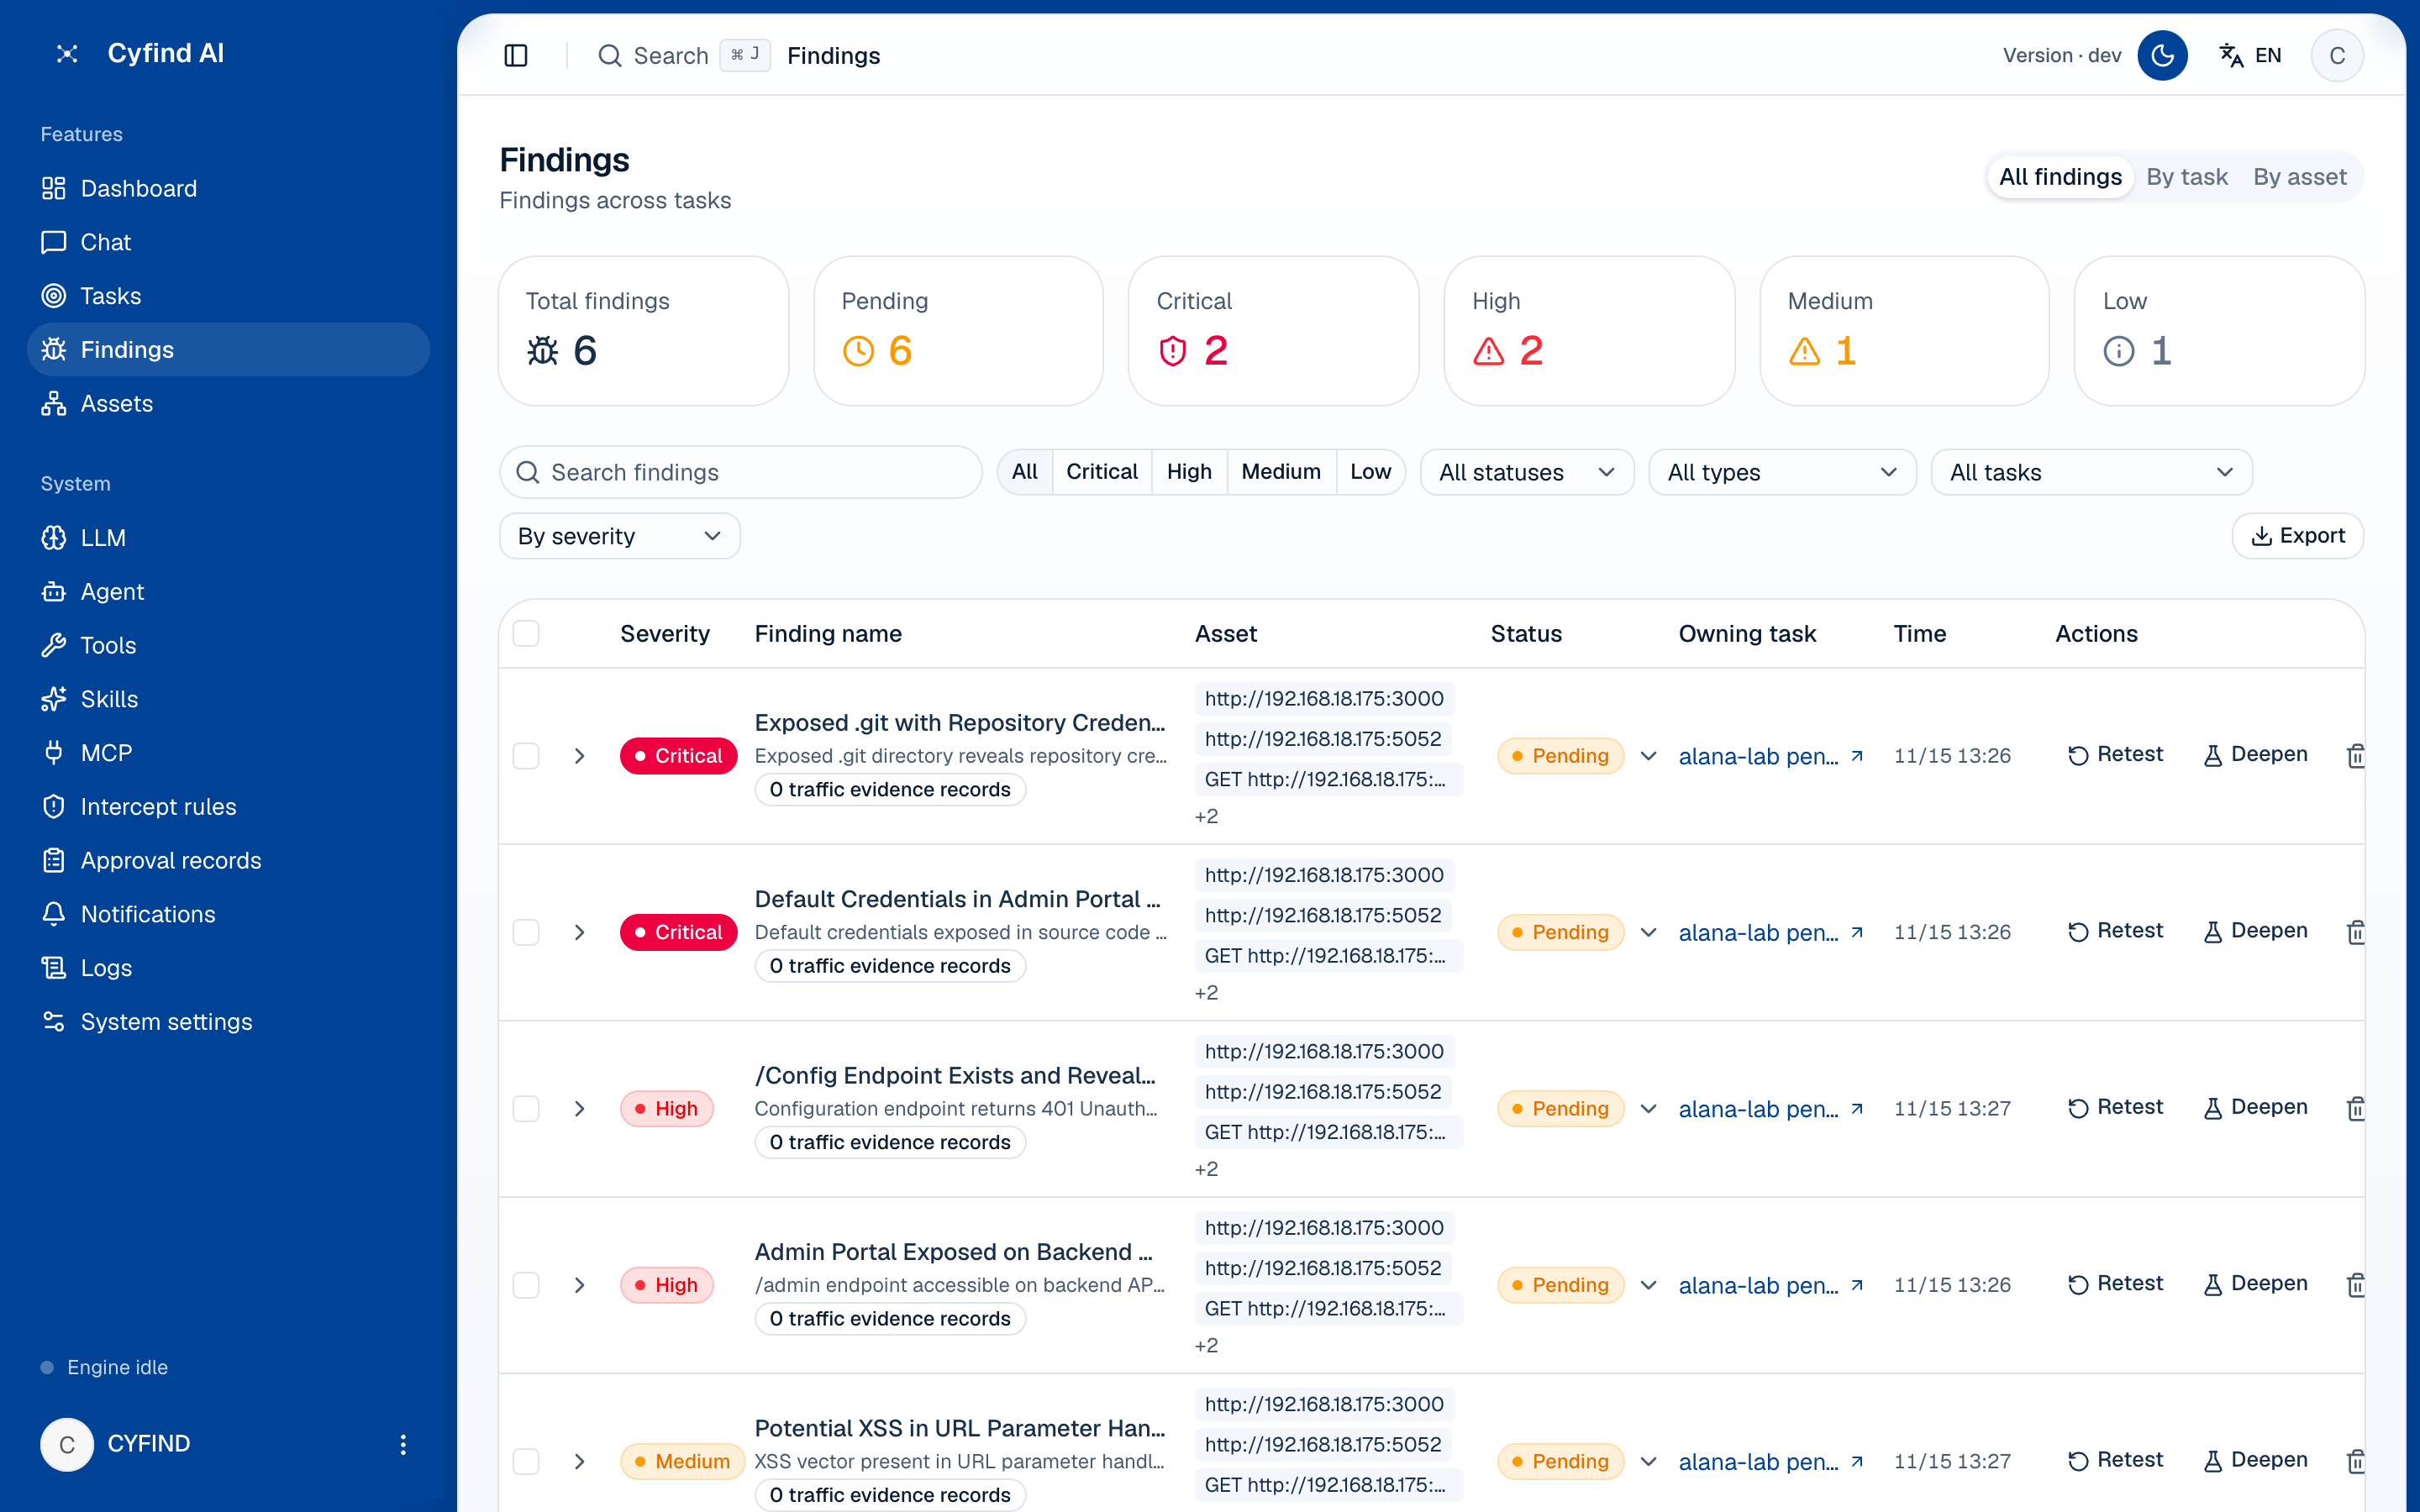 Cyfind AI
Features
Dashboard
Chat
Tasks
Findings
Assets
System
LLM
Agent
Tools
Skills
MCP
Intercept rules
Approval records
Notifications
Logs
System settings
Engine idle
C CYFIND
Search ⌘ J Findings
Version · dev EN C
Findings
Findings across tasks
All findings By task By asset
Total findings
6
Pending
6
Critical
2
High
2
Medium
1
Low
1
Search findings All Critical High Medium Low All statuses All types All tasks
By severity Export
Severity Finding name Asset Status Owning task Time Actions
Critical
Exposed .git with Repository Creden...
Exposed .git directory reveals repository cre...
0 traffic evidence records
http://192.168.18.175:3000
http://192.168.18.175:5052
GET http://192.168.18.175:...
+2
Pending alana-lab pen... 11/15 13:26 Retest Deepen
Critical
Default Credentials in Admin Portal ...
Default credentials exposed in source code ...
0 traffic evidence records
http://192.168.18.175:3000
http://192.168.18.175:5052
GET http://192.168.18.175:...
+2
Pending alana-lab pen... 11/15 13:26 Retest Deepen
High
/Config Endpoint Exists and Reveal...
Configuration endpoint returns 401 Unauth...
0 traffic evidence records
http://192.168.18.175:3000
http://192.168.18.175:5052
GET http://192.168.18.175:...
+2
Pending alana-lab pen... 11/15 13:27 Retest Deepen
High
Admin Portal Exposed on Backend ...
/admin endpoint accessible on backend AP...
0 traffic evidence records
http://192.168.18.175:3000
http://192.168.18.175:5052
GET http://192.168.18.175:...
+2
Pending alana-lab pen... 11/15 13:26 Retest Deepen
Medium
Potential XSS in URL Parameter Han...
XSS vector present in URL parameter handl...
0 traffic evidence records
http://192.168.18.175:3000
http://192.168.18.175:5052
GET http://192.168.18.175:...
Pending alana-lab pen... 11/15 13:27 Retest Deepen